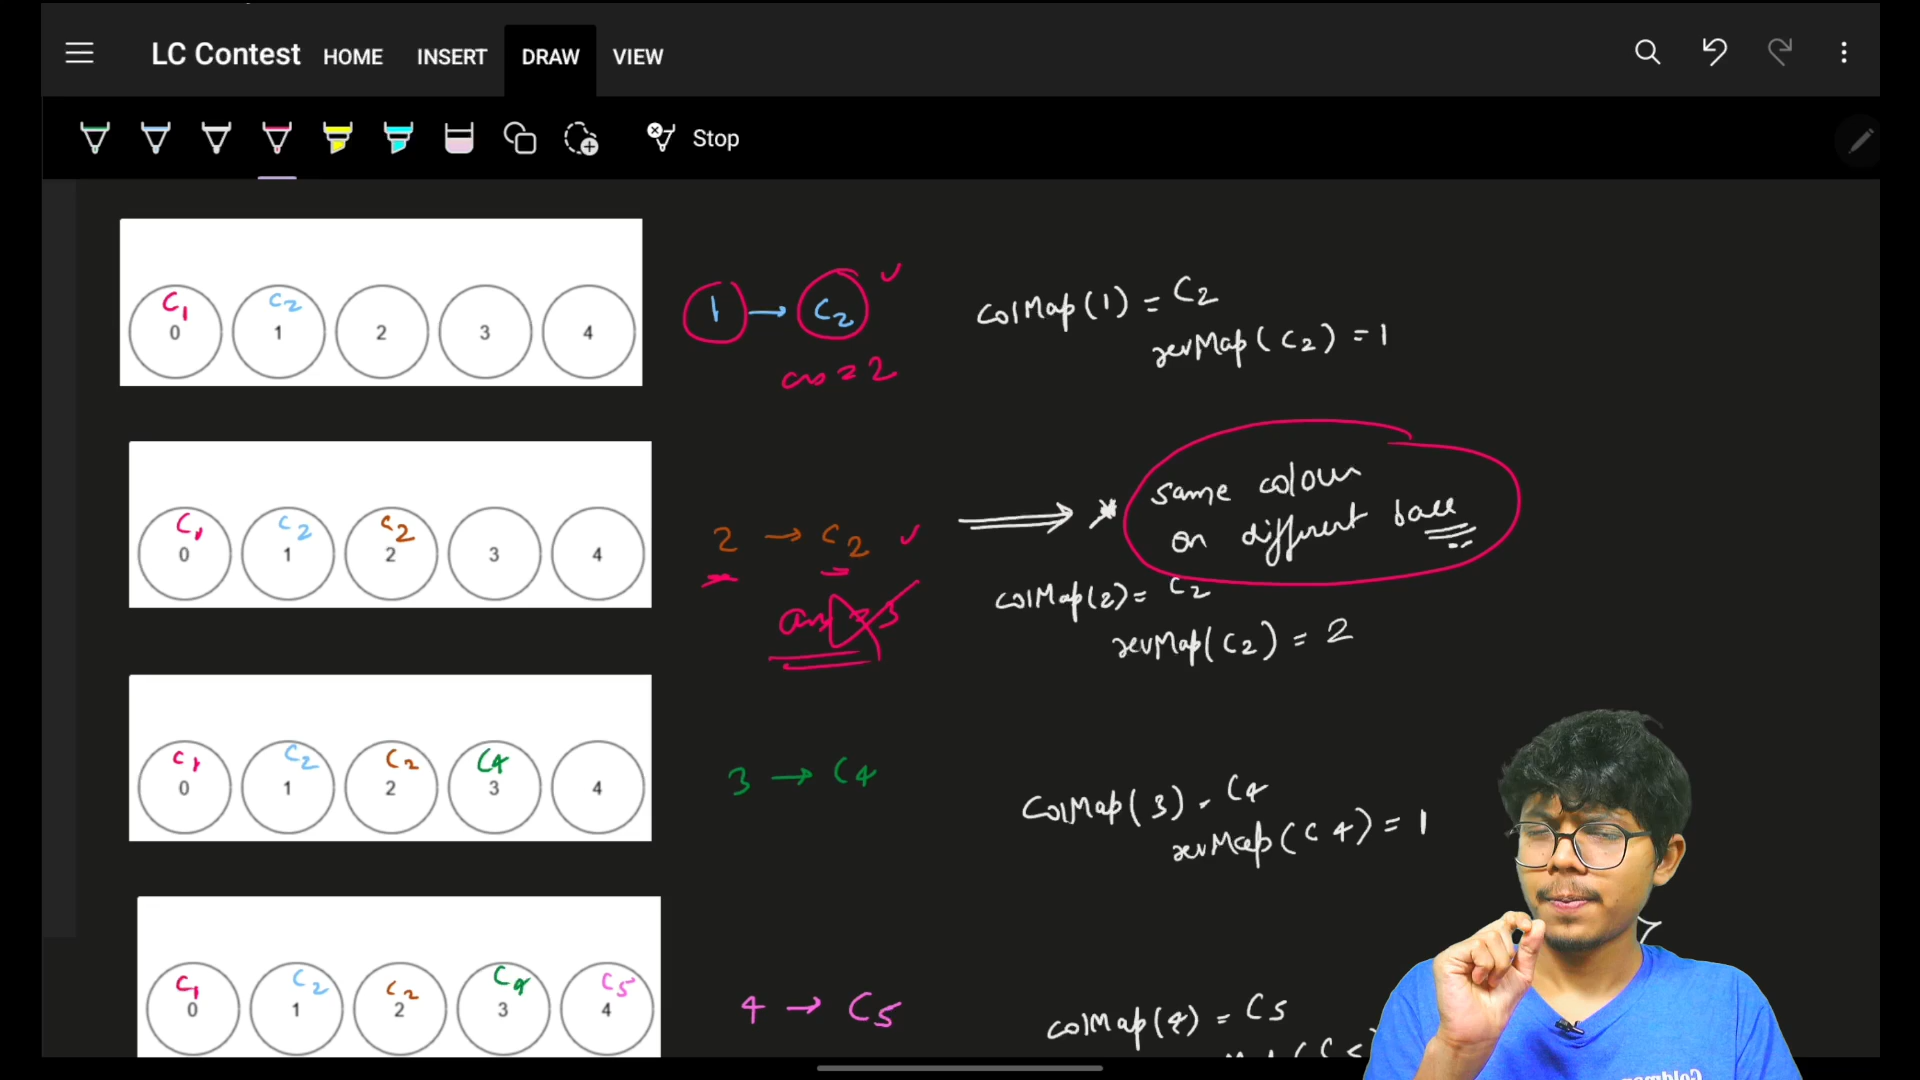 LC Contest HOME INSERT DRAW VIEW
Stop
C1 C2
0 1 2 3 4
1 → C2 ✓
ans = 2
colMap(1) = C2
revMap(C2) = 1
C1 C2 C2
0 1 2 3 4
2 → C2 ✓
ans = 3
same colour
on different ball
colMap(2) = C2
revMap(C2) = 2
C1 C2 C2 C4
0 1 2 3 4
3 → C4
ColMap(3) = C4
revMap(C4) = 1
C1 C2 C2 C4 C5
0 1 2 3 4
4 → C5
colMap(4) = C5